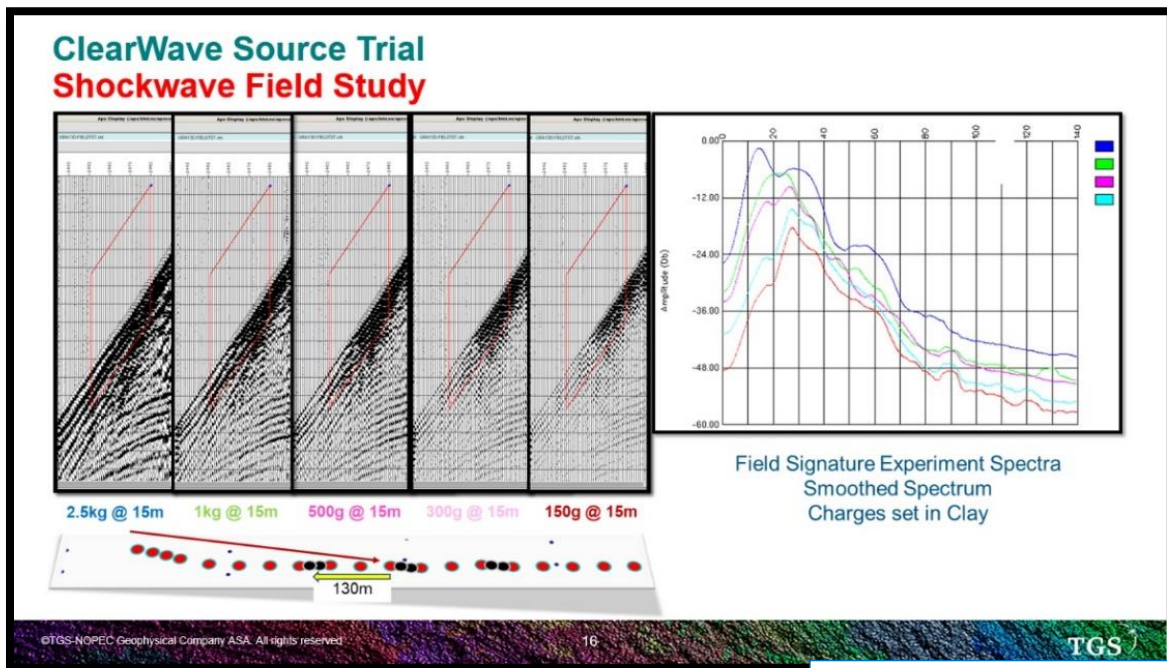 ClearWave Source Trial
Shockwave Field Study
0.00
-12.00
-24.00
-36.00
-48.00
-60.00
0 20 40 60 80 100 120 140
Amplitude (Db)
2.5kg @ 15m
1kg @ 15m
500g @ 15m
300g @ 15m
150g @ 15m
Field Signature Experiment Spectra
Smoothed Spectrum
Charges set in Clay
130m
©TGS-NOPEC Geophysical Company ASA. All rights reserved
16
TGS